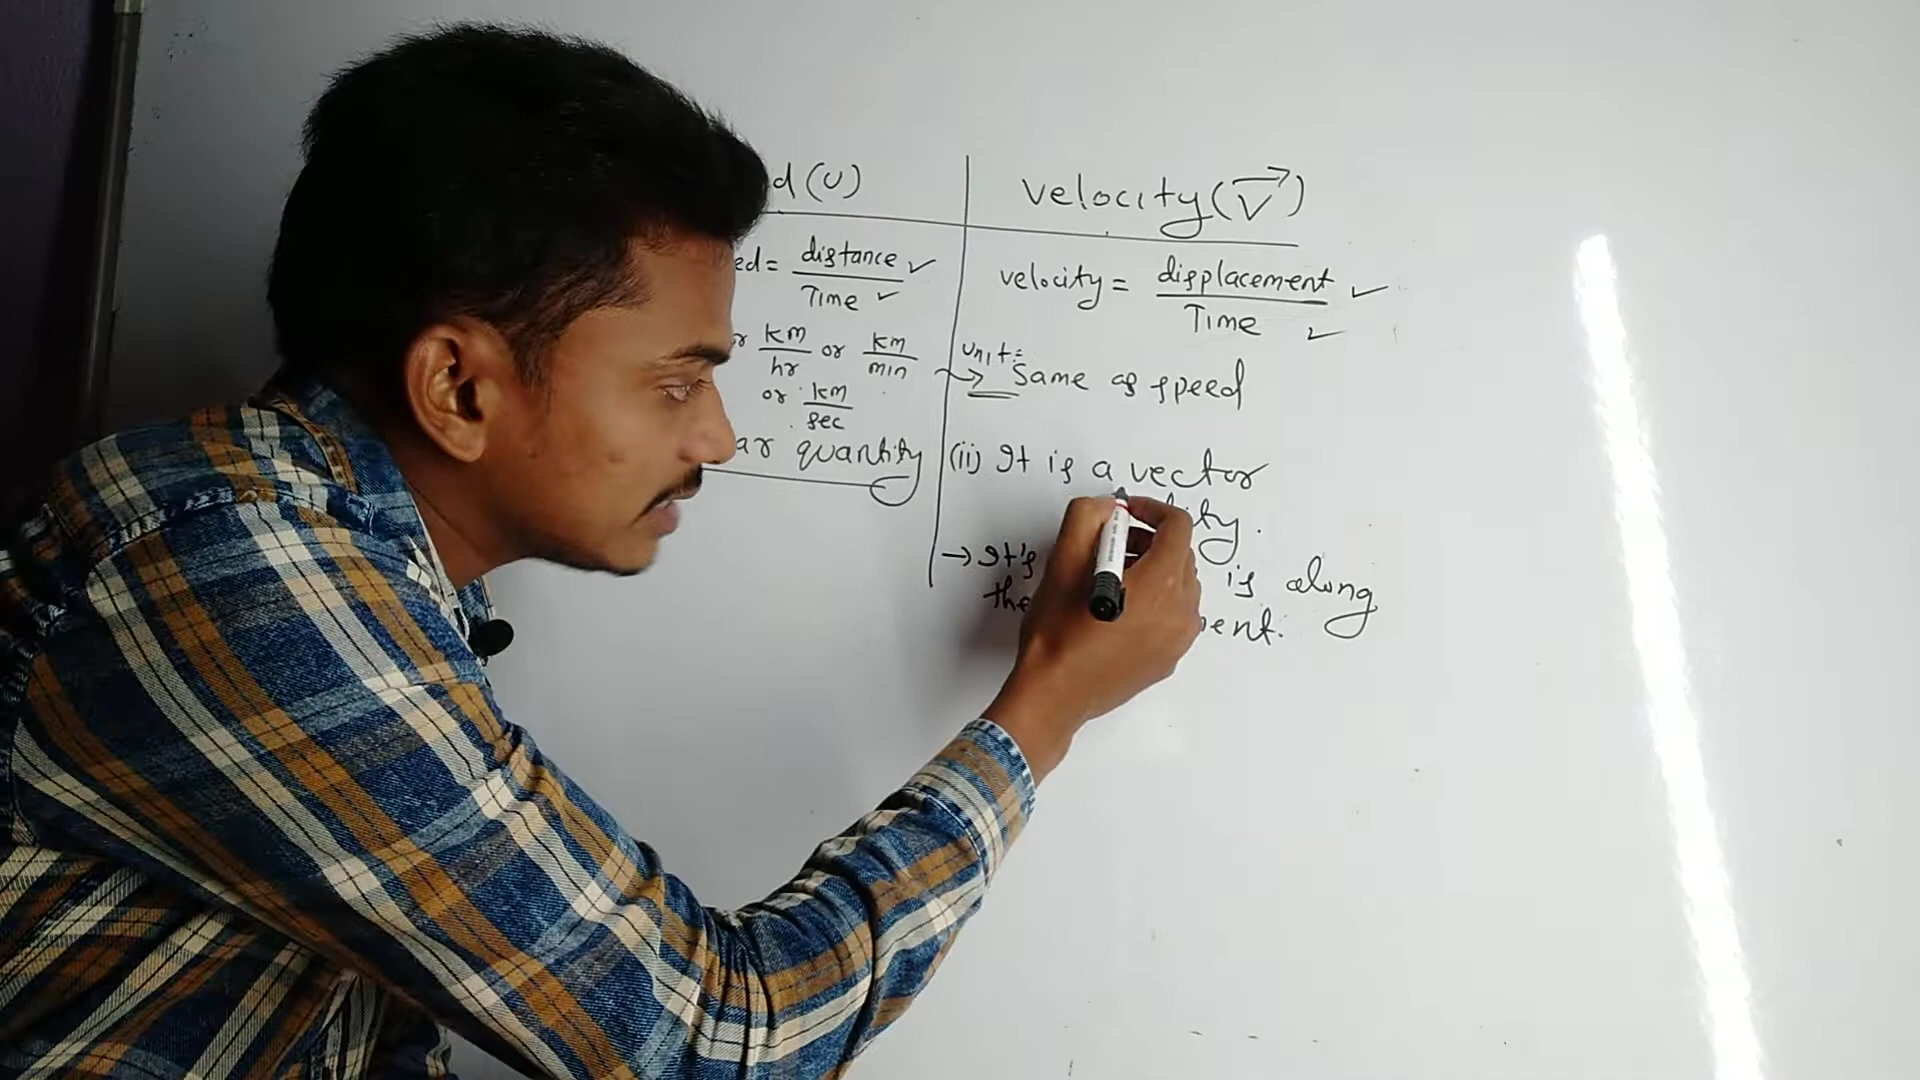 d (v)
velocity (V)
ed = distance / Time
velocity = displacement / Time
or km/hr or km/min
or km/sec
unit =
Same as speed
ar quantity
(ii) It is a vector
ity.
→ It's is along
the ent.